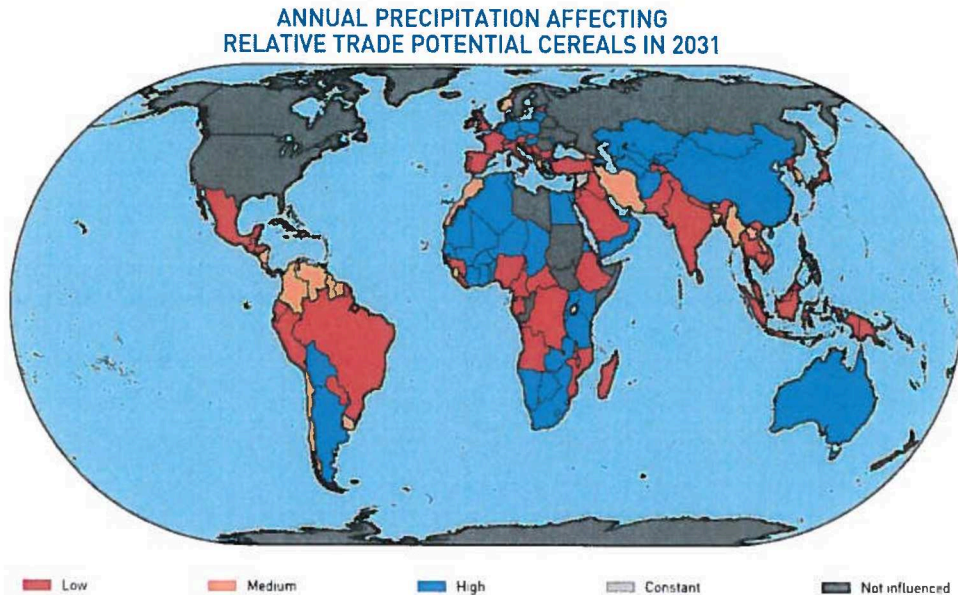 ANNUAL PRECIPITATION AFFECTING
RELATIVE TRADE POTENTIAL CEREALS IN 2031
Low Medium High Constant Not influenced